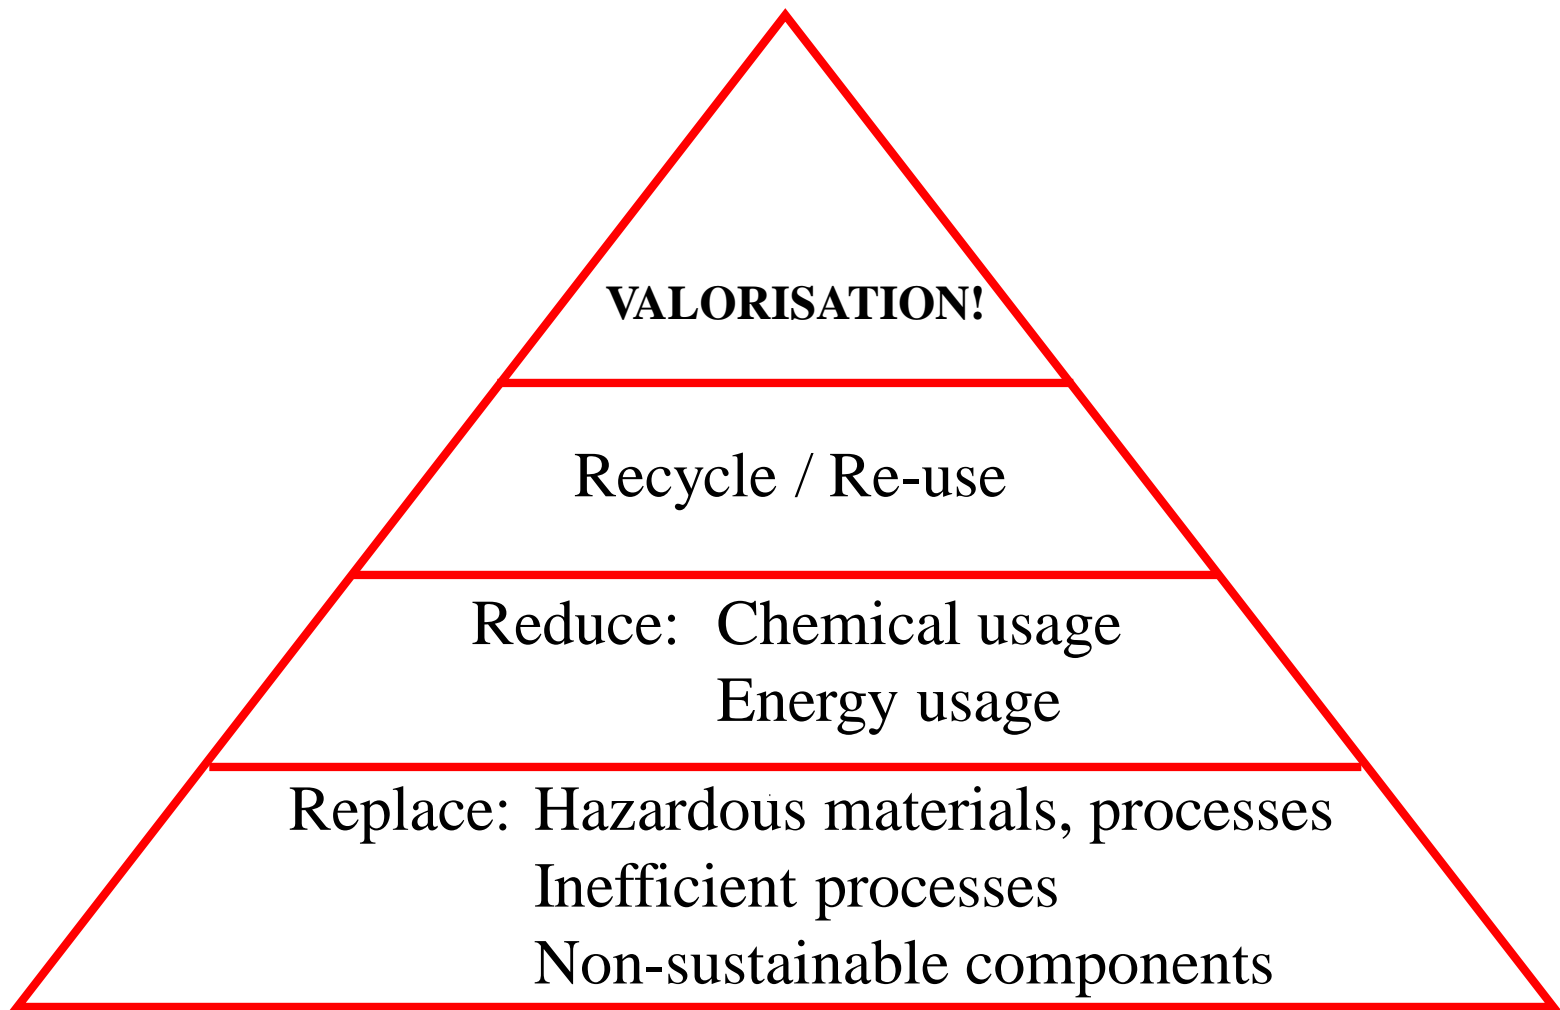 VALORISATION!
Recycle / Re-use
Reduce: Chemical usage
Energy usage
Replace: Hazardous materials, processes
Inefficient processes
Non-sustainable components